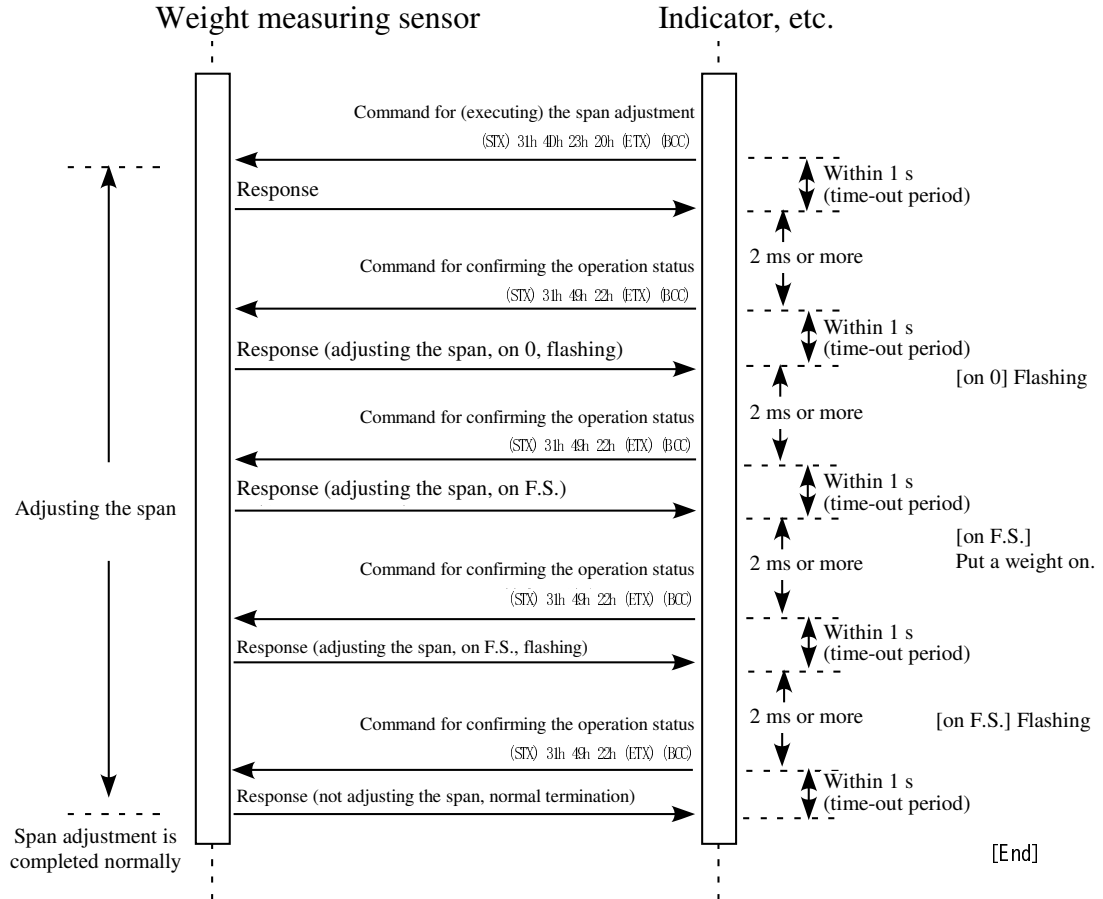 Weight measuring sensor
Indicator, etc.
Command for (executing) the span adjustment
(STX) 31h 40h 23h 20h (ETX) (BCC)
Within 1 s
(time-out period)
Response
2 ms or more
Command for confirming the operation status
(STX) 31h 49h 22h (ETX) (BCC)
Within 1 s
(time-out period)
Response (adjusting the span, on 0, flashing)
[on 0] Flashing
2 ms or more
Command for confirming the operation status
(STX) 31h 49h 22h (ETX) (BCC)
Within 1 s
(time-out period)
Response (adjusting the span, on F.S.)
Adjusting the span
[on F.S.]
Put a weight on.
2 ms or more
Command for confirming the operation status
(STX) 31h 49h 22h (ETX) (BCC)
Within 1 s
(time-out period)
Response (adjusting the span, on F.S., flashing)
2 ms or more
[on F.S.] Flashing
Command for confirming the operation status
(STX) 31h 49h 22h (ETX) (BCC)
Within 1 s
(time-out period)
Response (not adjusting the span, normal termination)
Span adjustment is
completed normally
[End]